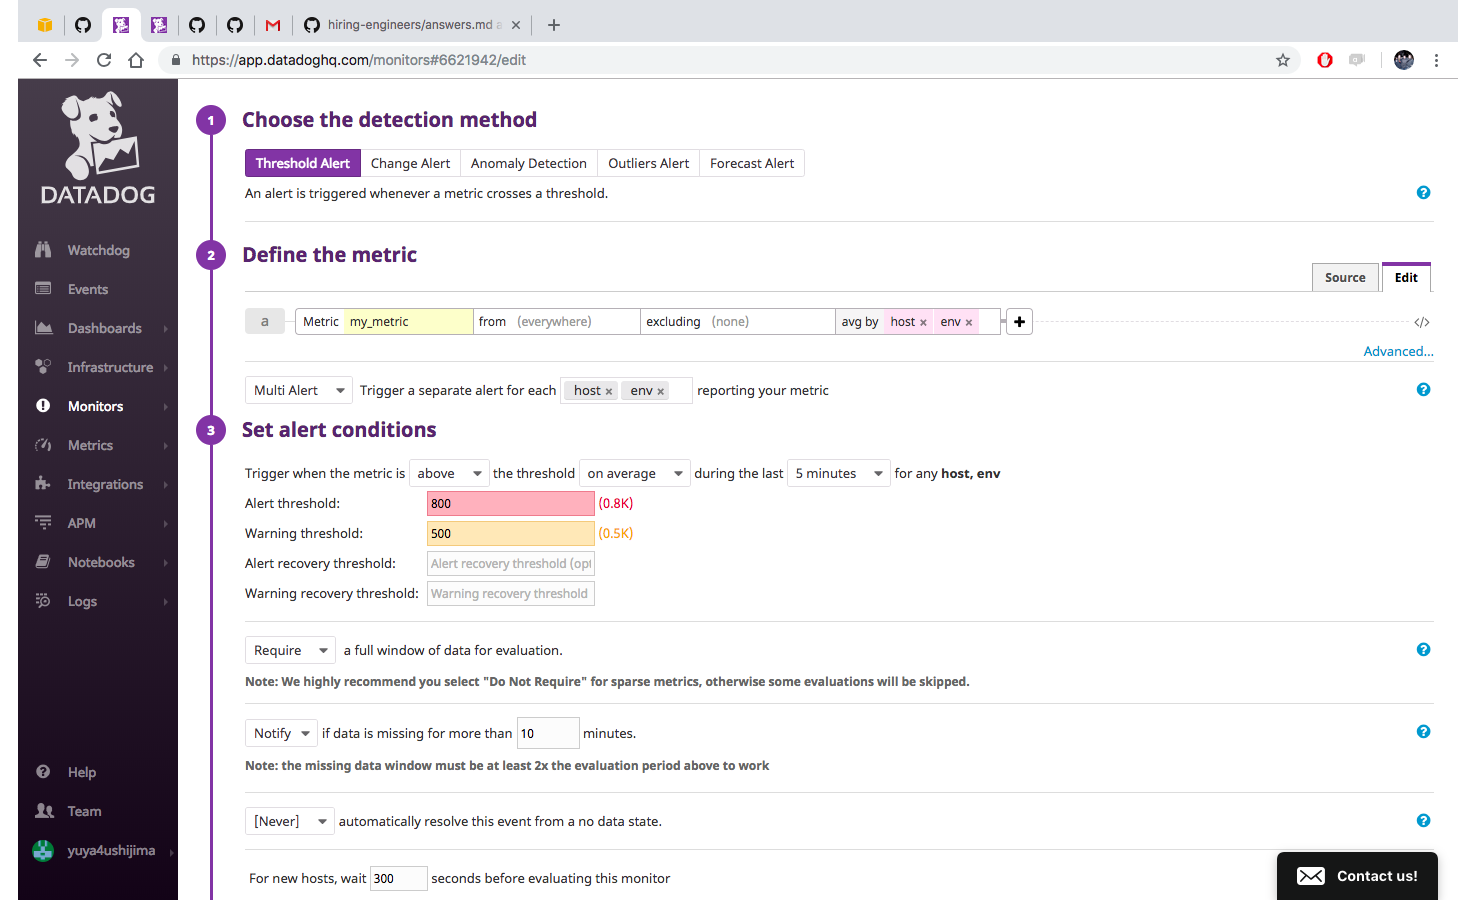 hiring-engineers/answers.md a
https://app.datadoghq.com/monitors#6621942/edit
DATADOG
Watchdog
Events
Dashboards
Infrastructure
Monitors
Metrics
Integrations
APM
Notebooks
Logs
Help
Team
yuya4ushijima
1 Choose the detection method
Threshold Alert Change Alert Anomaly Detection Outliers Alert Forecast Alert
An alert is triggered whenever a metric crosses a threshold.
2 Define the metric
Source Edit
a Metric my_metric from (everywhere) excluding (none) avg by host × env × +
</>
Advanced...
Multi Alert Trigger a separate alert for each host × env × reporting your metric
3 Set alert conditions
Trigger when the metric is above the threshold on average during the last 5 minutes for any host, env
Alert threshold: 800 (0.8K)
Warning threshold: 500 (0.5K)
Alert recovery threshold: Alert recovery threshold (opt
Warning recovery threshold: Warning recovery threshold
Require a full window of data for evaluation.
Note: We highly recommend you select "Do Not Require" for sparse metrics, otherwise some evaluations will be skipped.
Notify if data is missing for more than 10 minutes.
Note: the missing data window must be at least 2x the evaluation period above to work
[Never] automatically resolve this event from a no data state.
For new hosts, wait 300 seconds before evaluating this monitor
Contact us!